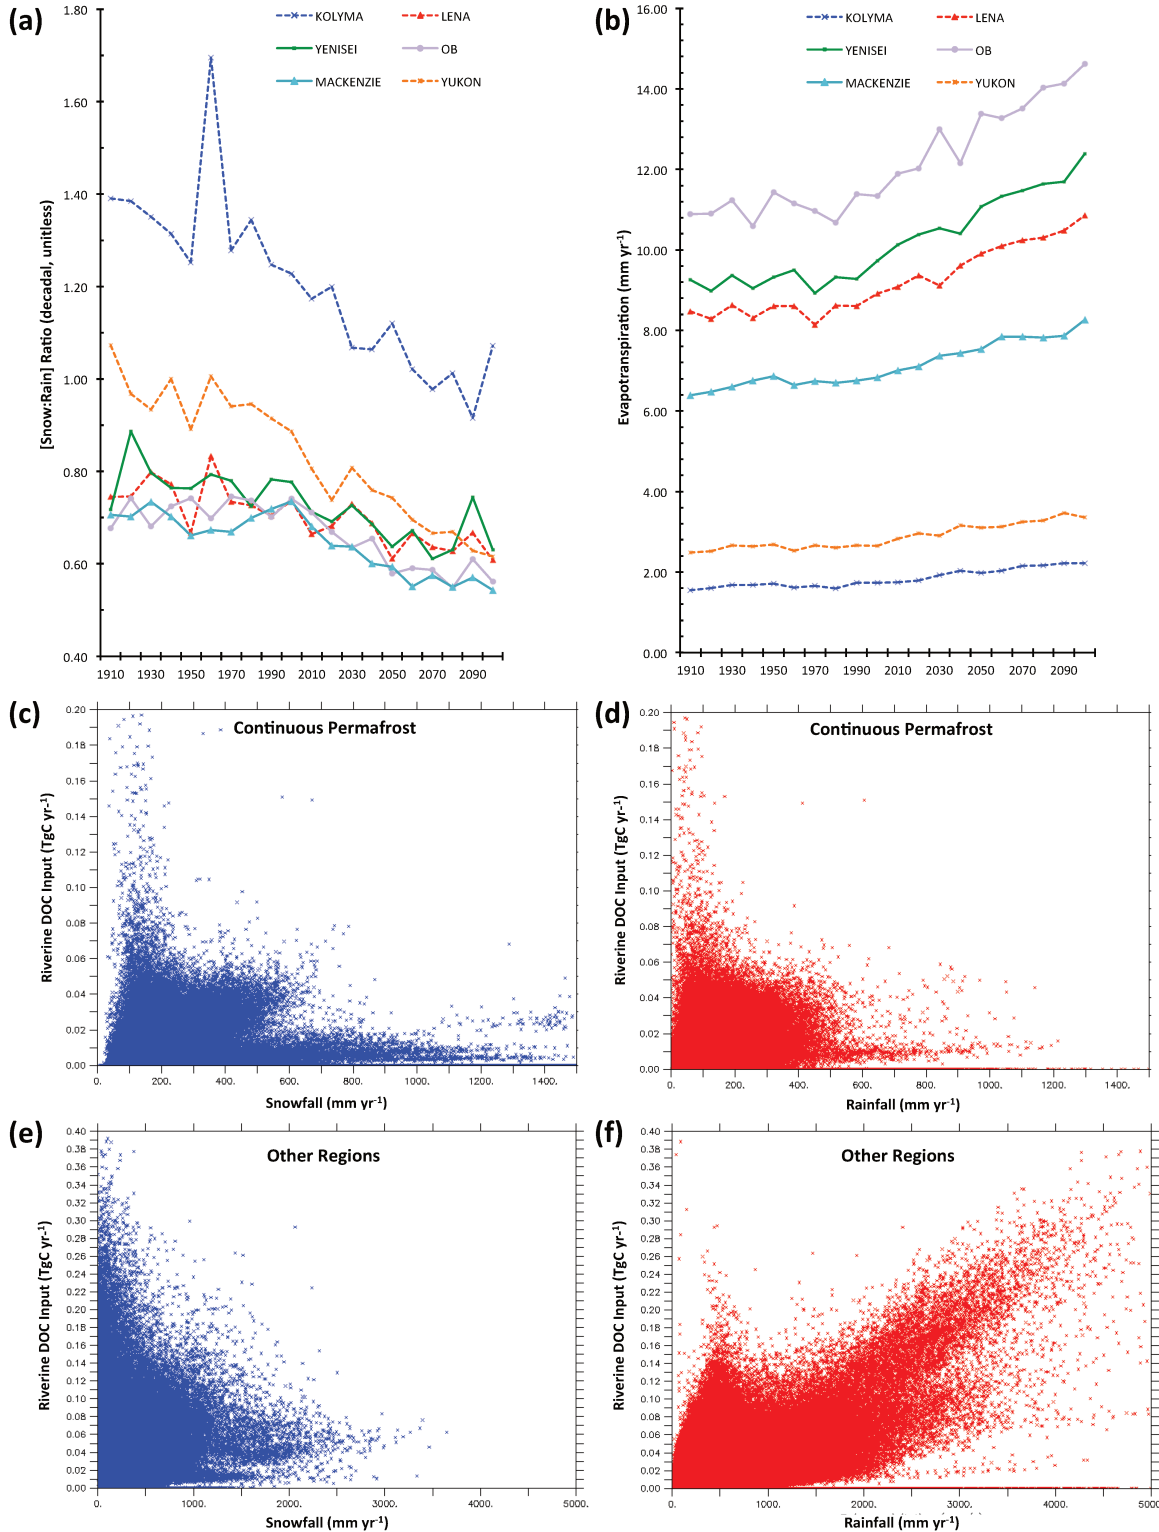 (a)
KOLYMA LENA
YENISEI OB
MACKENZIE YUKON
[Snow:Rain] Ratio (decadal, unitless)
1.80
1.60
1.40
1.20
1.00
0.80
0.60
0.40
1910 1930 1950 1970 1990 2010 2030 2050 2070 2090
(b)
KOLYMA LENA
YENISEI OB
MACKENZIE YUKON
Evapotranspiration (mm yr-1)
16.00
14.00
12.00
10.00
8.00
6.00
4.00
2.00
0.00
1910 1930 1950 1970 1990 2010 2030 2050 2070 2090
(c)
Continuous Permafrost
Riverine DOC Input (TgC yr-1)
0.20
0.18
0.16
0.14
0.12
0.10
0.08
0.06
0.04
0.02
0.00
0. 200. 400. 600. 800. 1000. 1200. 1400.
Snowfall (mm yr-1)
(d)
Continuous Permafrost
Riverine DOC Input (TgC yr-1)
0.20
0.18
0.16
0.14
0.12
0.10
0.08
0.06
0.04
0.02
0.00
0. 200. 400. 600. 800. 1000. 1200. 1400.
Rainfall (mm yr-1)
(e)
Other Regions
Riverine DOC Input (TgC yr-1)
0.40
0.38
0.36
0.34
0.32
0.30
0.28
0.26
0.24
0.22
0.20
0.18
0.16
0.14
0.12
0.10
0.08
0.06
0.04
0.02
0.00
0. 1000. 2000. 3000. 4000. 5000.
Snowfall (mm yr-1)
(f)
Other Regions
Riverine DOC Input (TgC yr-1)
0.40
0.38
0.36
0.34
0.32
0.30
0.28
0.26
0.24
0.22
0.20
0.18
0.16
0.14
0.12
0.10
0.08
0.06
0.04
0.02
0.00
0. 1000. 2000. 3000. 4000. 5000
Rainfall (mm yr-1)